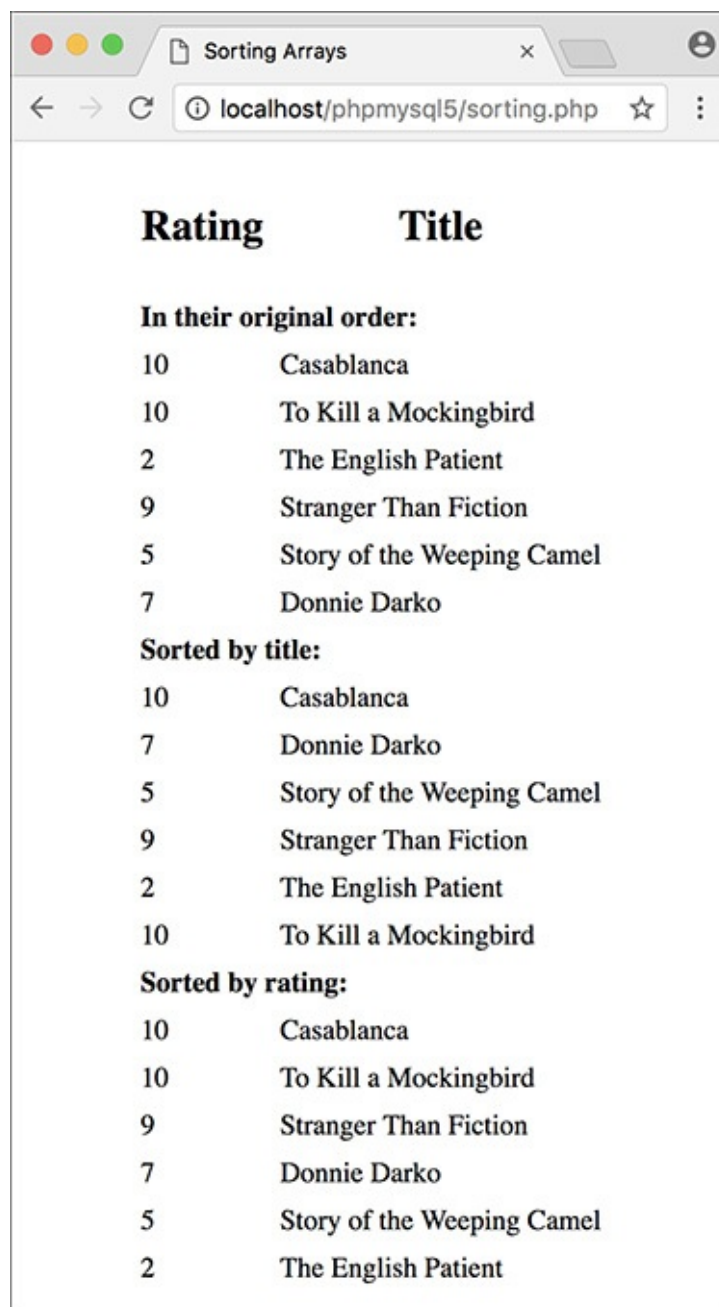 Sorting Arrays
localhost/phpmysql5/sorting.php
Rating Title
In their original order:
10 Casablanca
10 To Kill a Mockingbird
2 The English Patient
9 Stranger Than Fiction
5 Story of the Weeping Camel
7 Donnie Darko
Sorted by title:
10 Casablanca
7 Donnie Darko
5 Story of the Weeping Camel
9 Stranger Than Fiction
2 The English Patient
10 To Kill a Mockingbird
Sorted by rating:
10 Casablanca
10 To Kill a Mockingbird
9 Stranger Than Fiction
7 Donnie Darko
5 Story of the Weeping Camel
2 The English Patient